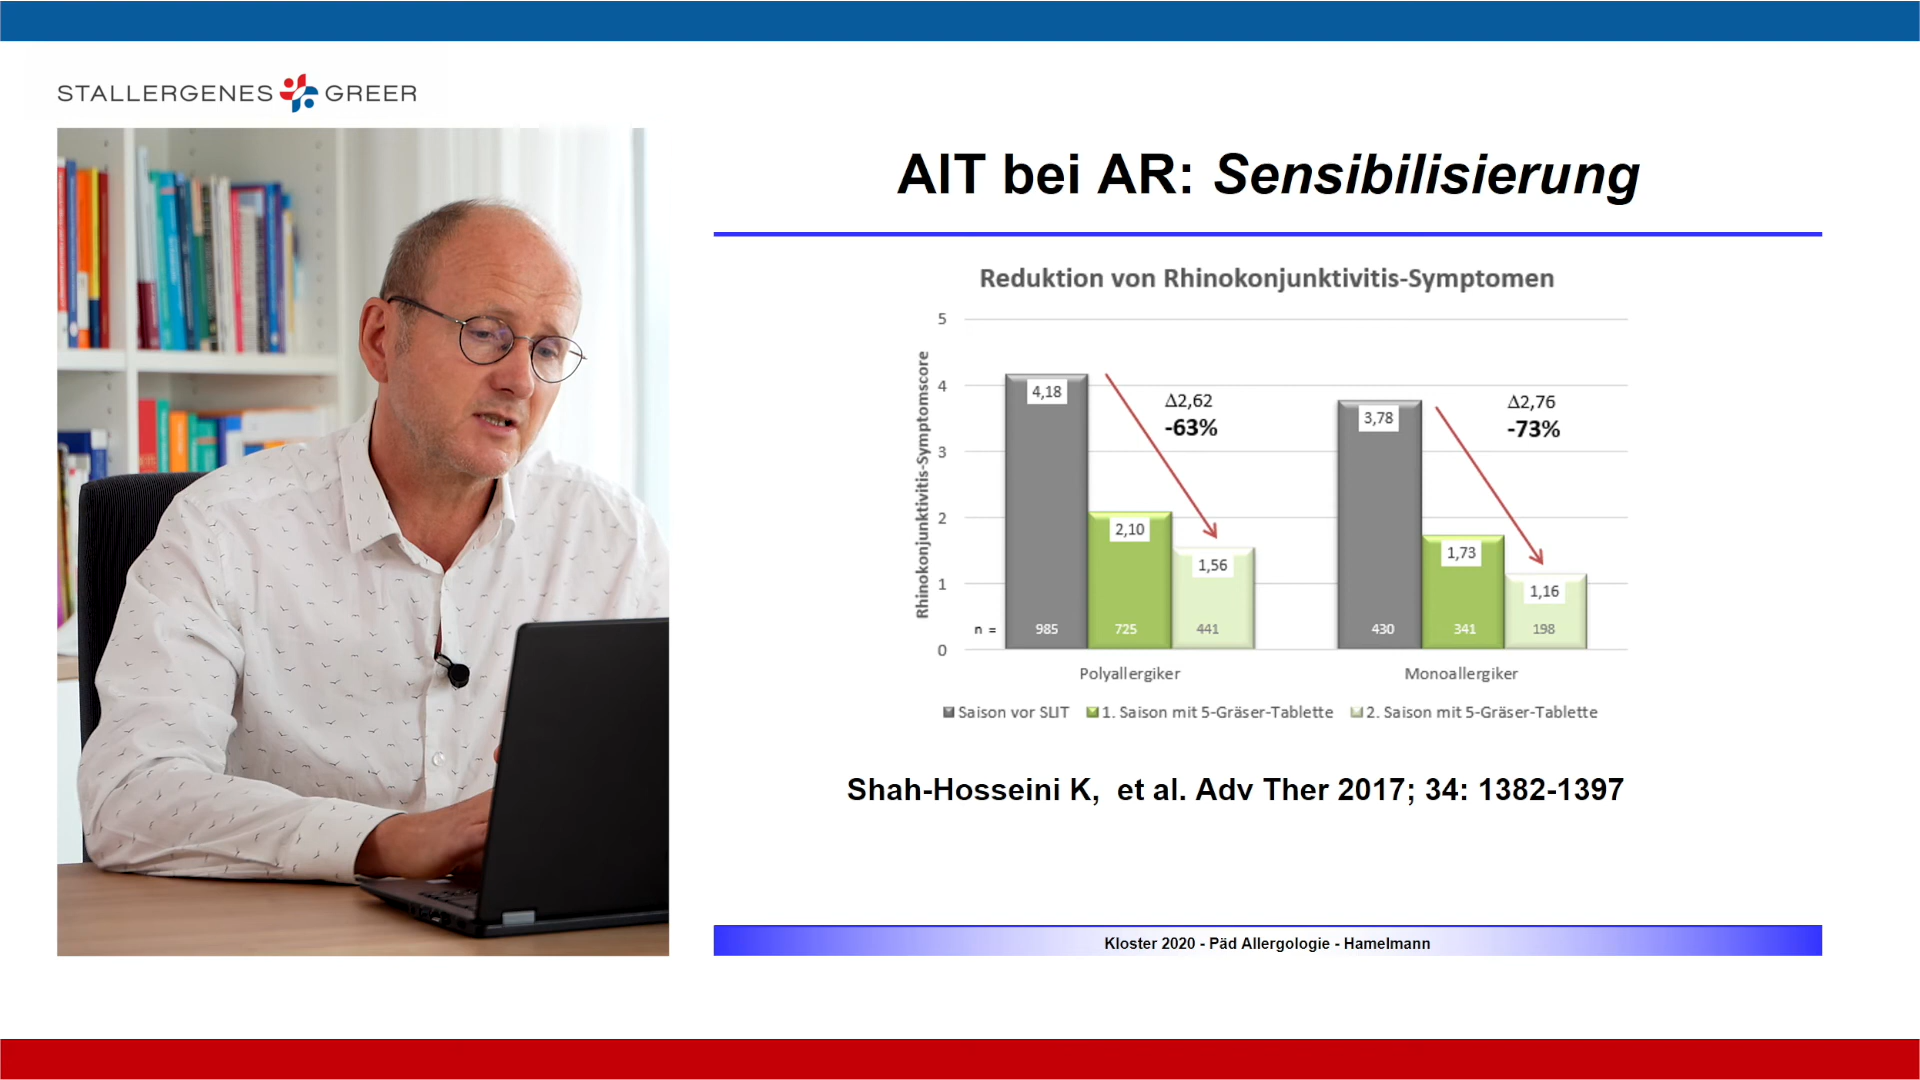 STALLERGENES GREER
AIT bei AR: Sensibilisierung
Reduktion von Rhinokonjunktivitis-Symptomen
Rhinokonjunktivitis-Symptomscore
5
4
3
2
1
0
4,18
2,10
1,56
Δ2,62
-63%
3,78
1,73
1,16
Δ2,76
-73%
n = 985 725 441 430 341 198
Polyallergiker Monoallergiker
Saison vor SLIT 1. Saison mit 5-Gräser-Tablette 2. Saison mit 5-Gräser-Tablette
Shah-Hosseini K, et al. Adv Ther 2017; 34: 1382-1397
Kloster 2020 - Päd Allergologie - Hamelmann